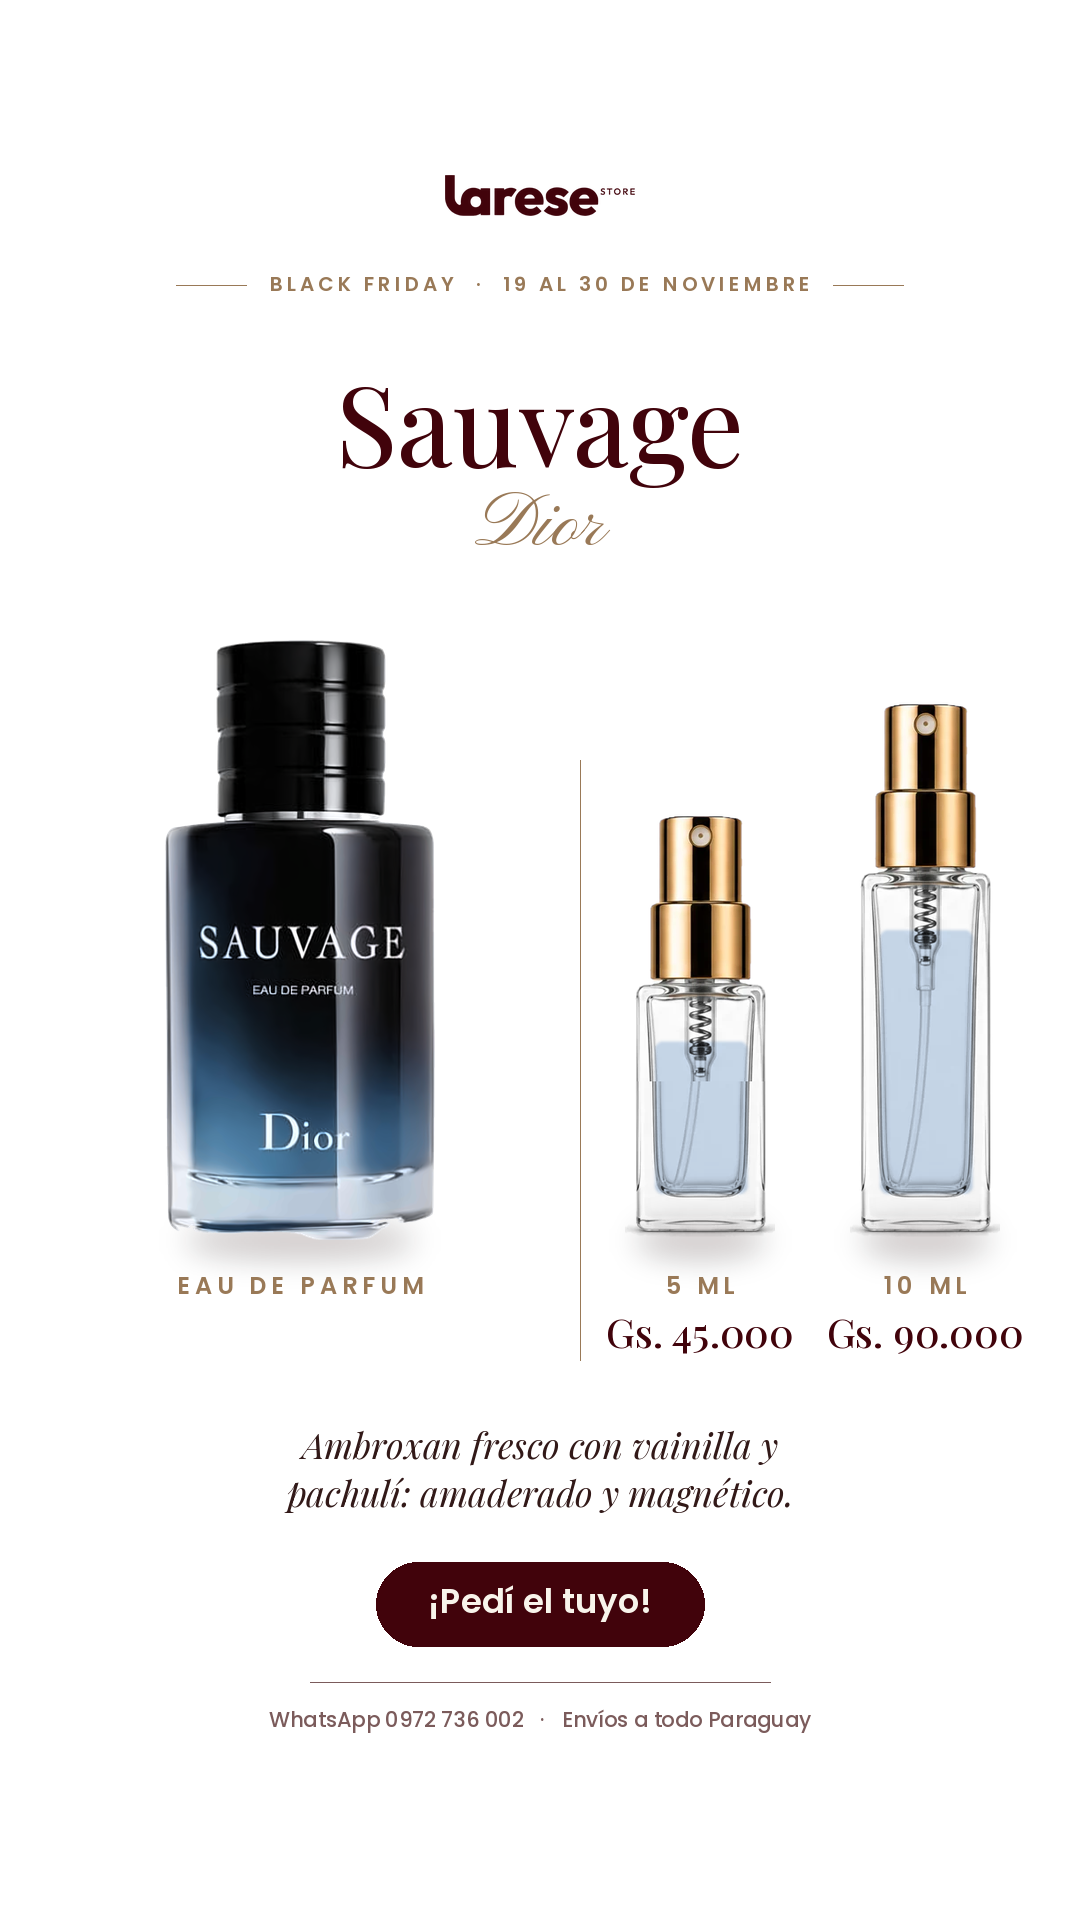 Larese STORE
BLACK FRIDAY · 19 AL 30 DE NOVIEMBRE
Sauvage
Dior
SAUVAGE
EAU DE PARFUM
Dior
EAU DE PARFUM
5 ML
Gs. 45.000
10 ML
Gs. 90.000
Ambroxan fresco con vainilla y
pachulí: amaderado y magnético.
¡Pedí el tuyo!
WhatsApp 0972 736 002 · Envíos a todo Paraguay